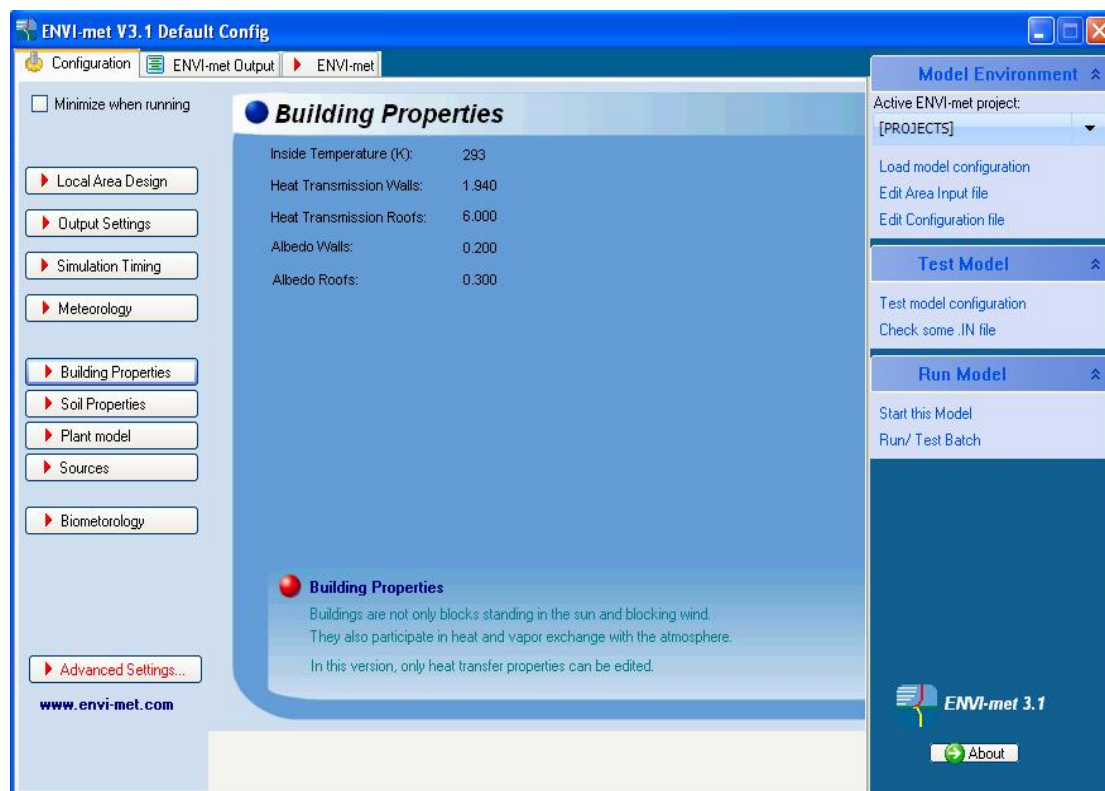 ENVI-met V3.1 Default Config
Configuration ENVI-met Output ENVI-met
Minimize when running
Local Area Design
Output Settings
Simulation Timing
Meteorology
Building Properties
Soil Properties
Plant model
Sources
Biometorology
Advanced Settings...
www.envi-met.com
Building Properties
Inside Temperature (K): 293
Heat Transmission Walls: 1.940
Heat Transmission Roofs: 6.000
Albedo Walls: 0.200
Albedo Roofs: 0.300
Building Properties
Buildings are not only blocks standing in the sun and blocking wind.
They also participate in heat and vapor exchange with the atmosphere.
In this version, only heat transfer properties can be edited.
Model Environment
Active ENVI-met project:
[PROJECTS]
Load model configuration
Edit Area Input file
Edit Configuration file
Test Model
Test model configuration
Check some .IN file
Run Model
Start this Model
Run/ Test Batch
ENVI-met 3.1
About